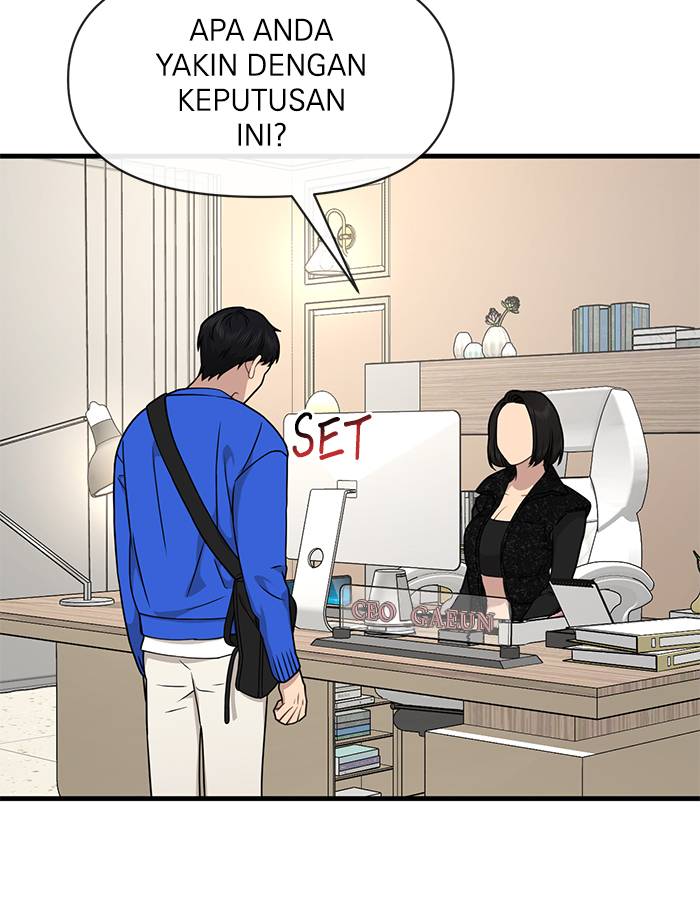 APA ANDA
YAKIN DENGAN
KEPUTUSAN
INI?
SET
CEO GAEUN